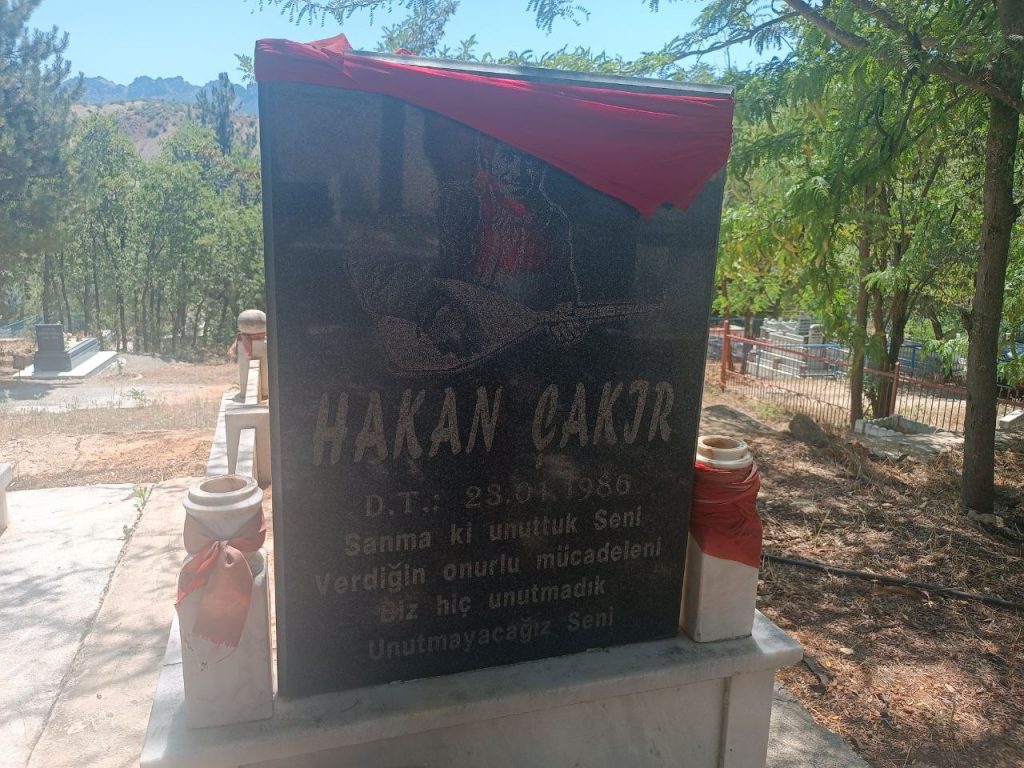 HAKAN ÇAKIR
D.T.: 23.01.1986
Sanma ki unuttuk Seni
Verdiğin onurlu mücadeleni
Biz hiç unutmadık
Unutmayacağız Seni